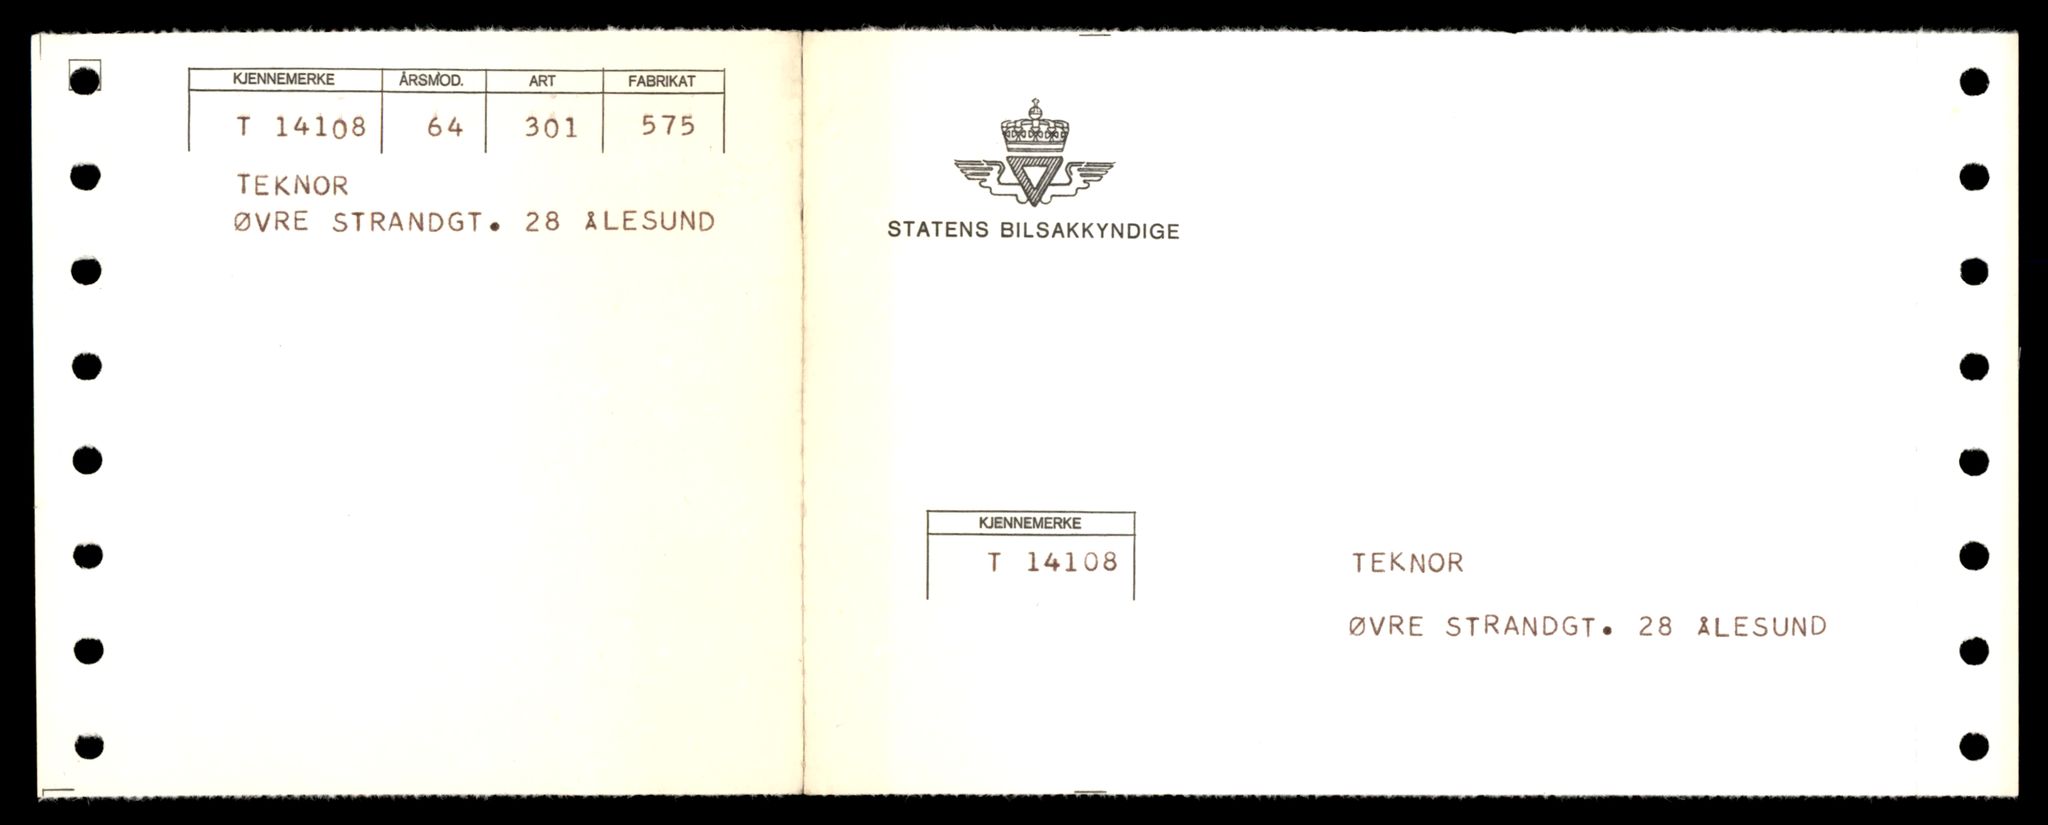 KJENNEMERKE ÅRSMOD. ART FABRIKAT
T 14108 64 301 575
TEKNOR
ØVRE STRANDGT. 28 ÅLESUND
STATENS BILSAKKYNDIGE
KJENNEMERKE
T 14108
TEKNOR
ØVRE STRANDGT. 28 ÅLESUND